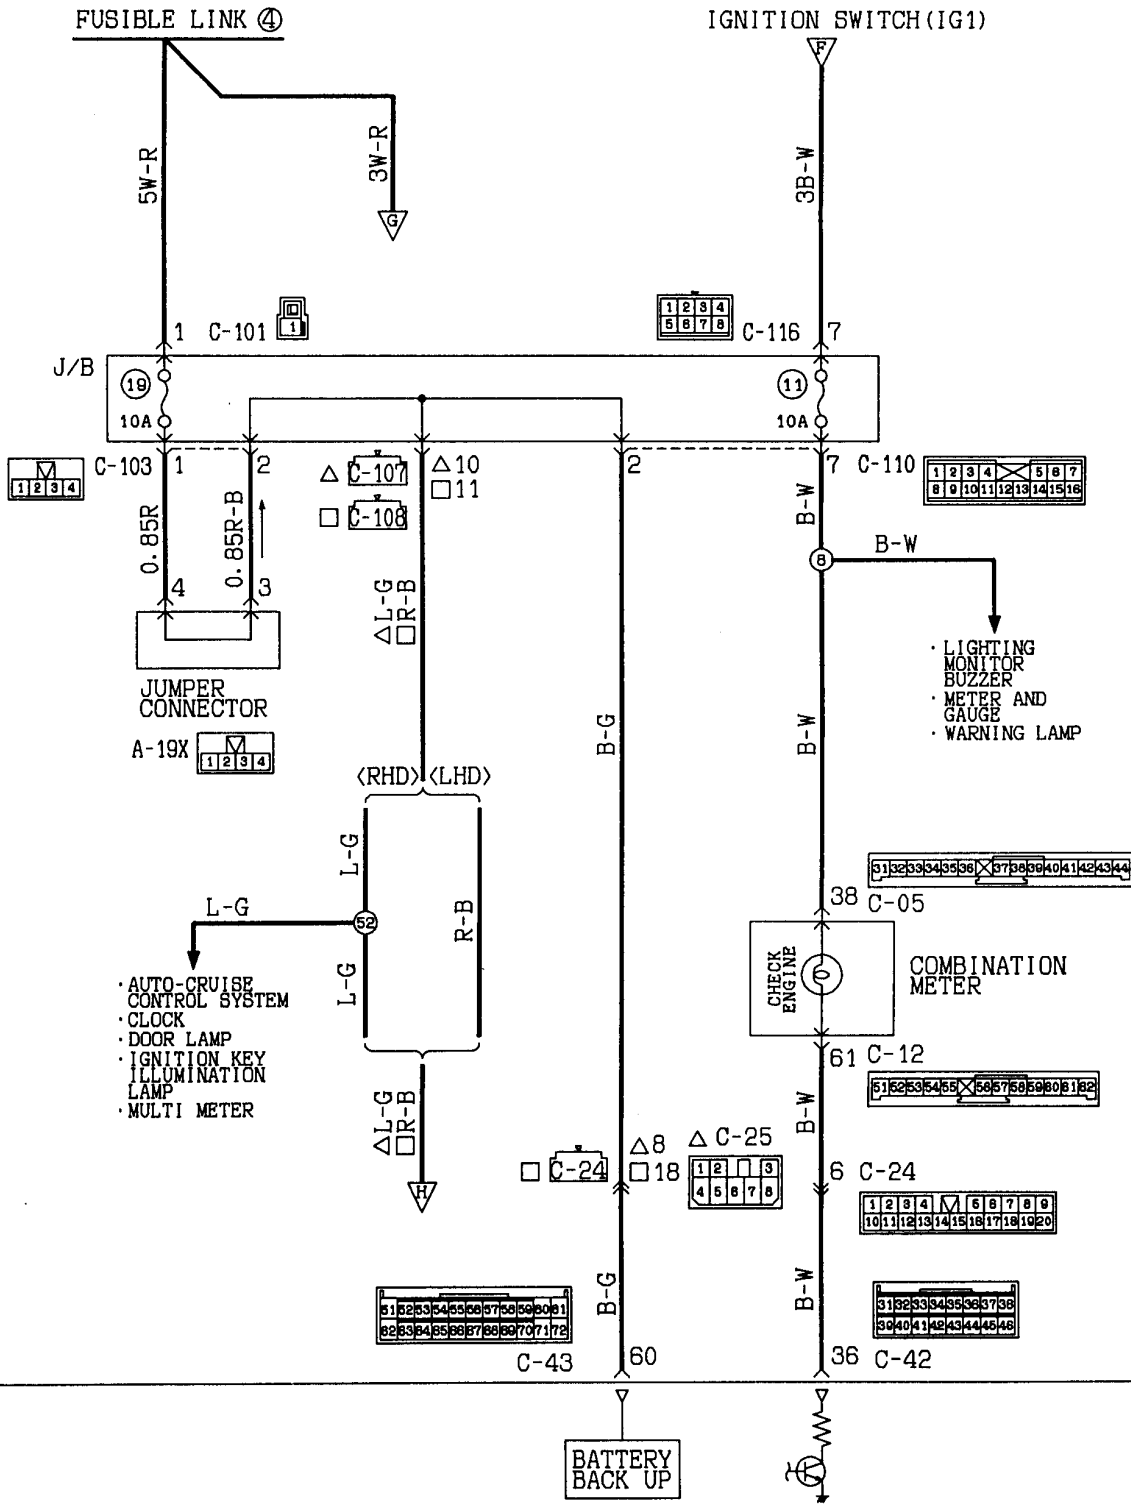 FUSIBLE LINK ④
IGNITION SWITCH(IG1)
F
5W-R
3W-R
3B-W
G
1 C-101
1
1 2 3 4
5 6 7 8
C-116 7
J/B
19
10A
11
10A
C-103 1
2
1 2 3 4
△ C-107 △10
□ C-108 □11
2
7 C-110
1 2 3 4 5 6 7
8 9 10 11 12 13 14 15 16
0.85R
0.85R-B
4
3
△L-G
□R-B
B-W
8
B-W
· LIGHTING
MONITOR
BUZZER
· METER AND
GAUGE
· WARNING LAMP
JUMPER
CONNECTOR
A-19X
1 2 3 4
B-G
B-W
<RHD> <LHD>
L-G
R-B
L-G
52
L-G
· AUTO-CRUISE
CONTROL SYSTEM
· CLOCK
· DOOR LAMP
· IGNITION KEY
ILLUMINATION
LAMP
· MULTI METER
31 32 33 34 35 36 37 38 39 40 41 42 43 44
38 C-05
CHECK
ENGINE
COMBINATION
METER
61 C-12
51 52 53 54 55 56 57 58 59 60 61 62
△L-G
□R-B
H
B-W
□ C-24 △8
□18
△ C-25
1 2 3
4 5 6 7 8
6 C-24
1 2 3 4 5 6 7 8 9
10 11 12 13 14 15 16 17 18 19 20
B-G
B-W
51 52 53 54 55 56 57 58 59 60 61
62 63 64 65 66 67 68 69 70 71 72
C-43 60
31 32 33 34 35 36 37 38
39 40 41 42 43 44 45 46
36 C-42
BATTERY
BACK UP